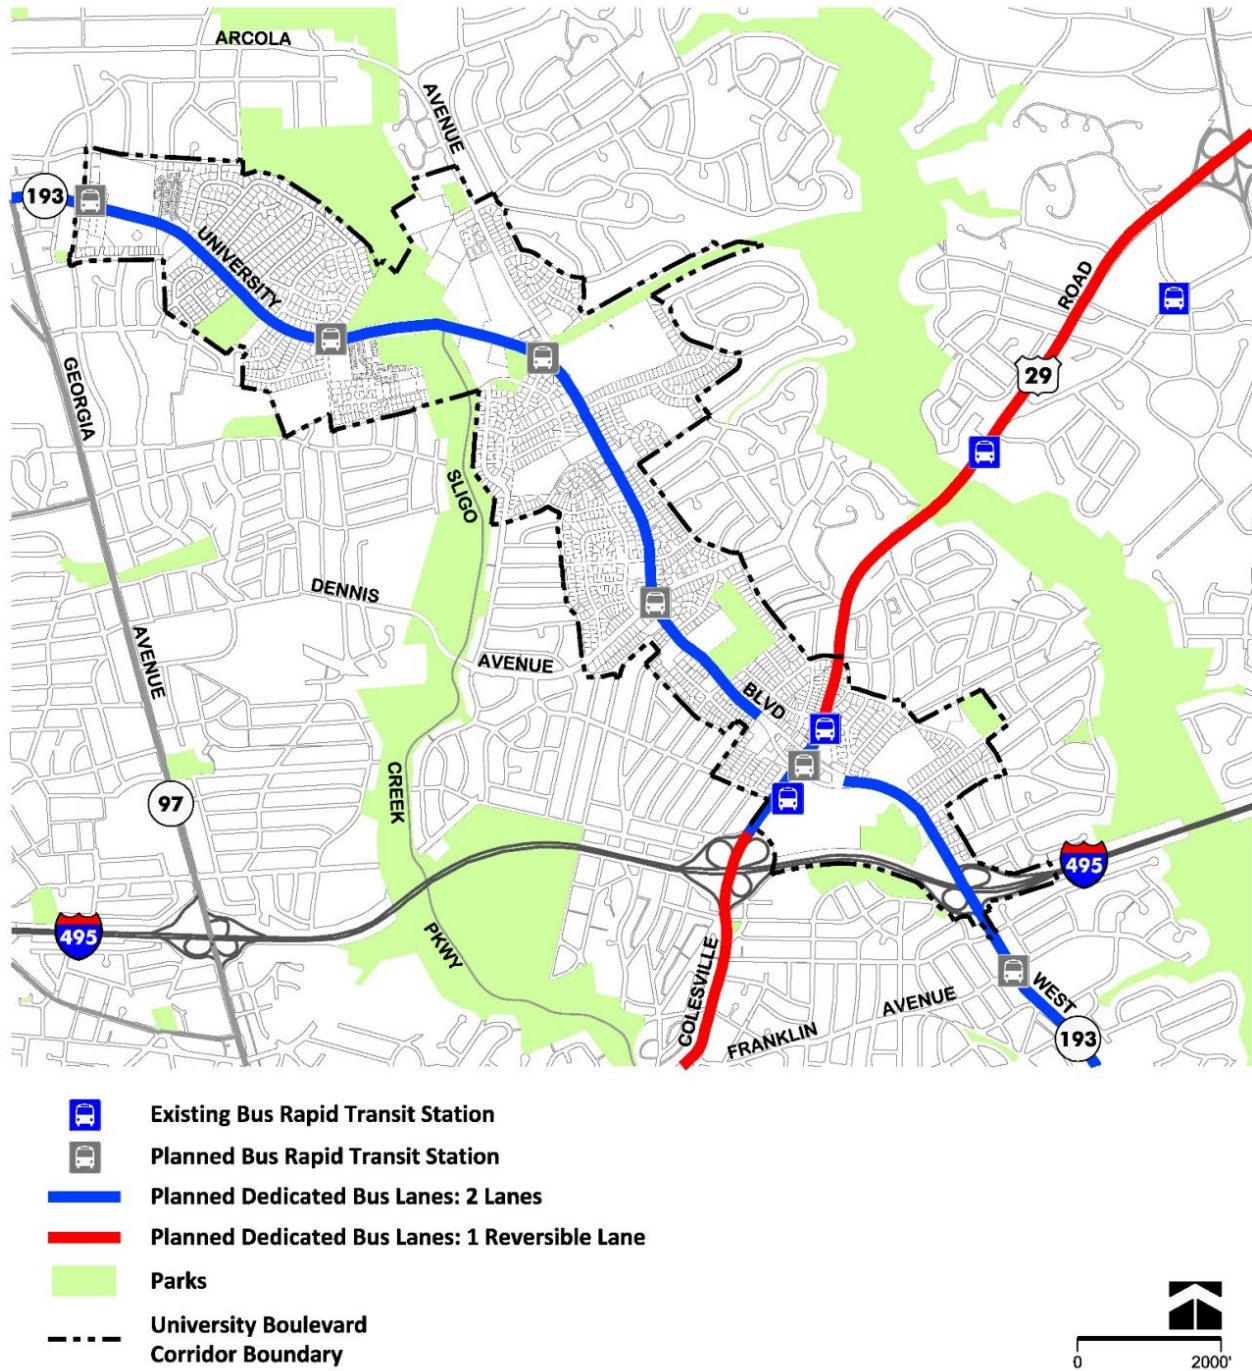 ARCOLA
AVENUE
193
UNIVERSITY
ROAD
29
GEORGIA
SLIGO
DENNIS
AVENUE
AVENUE
BLVD
CREEK
97
495
495
PKWY
COLESVILLE
WEST
AVENUE
FRANKLIN
193
Existing Bus Rapid Transit Station
Planned Bus Rapid Transit Station
Planned Dedicated Bus Lanes: 2 Lanes
Planned Dedicated Bus Lanes: 1 Reversible Lane
Parks
University Boulevard
Corridor Boundary
0 2000'